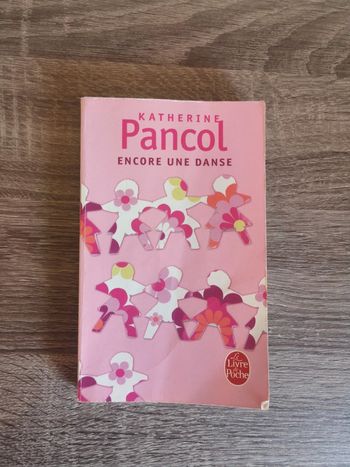 KATHERINE
Pancol
ENCORE UNE DANSE
Le
Livre
de
Poche